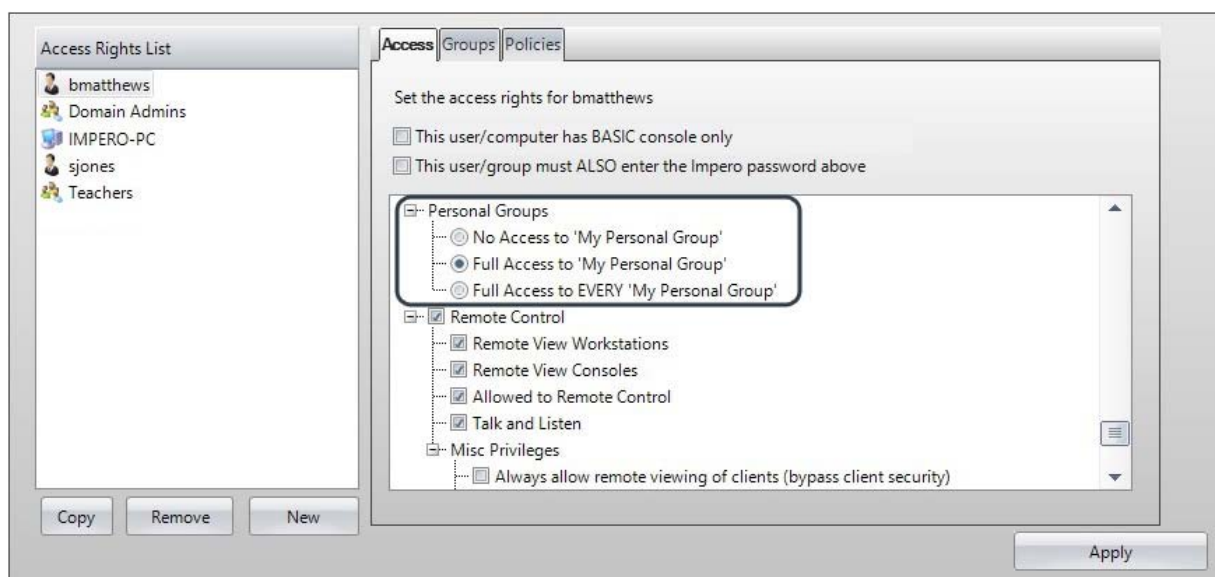 Access Rights List
bmatthews
Domain Admins
IMPERO-PC
sjones
Teachers
Copy
Remove
New
Access
Groups
Policies
Set the access rights for bmatthews
This user/computer has BASIC console only
This user/group must ALSO enter the Impero password above
Personal Groups
No Access to 'My Personal Group'
Full Access to 'My Personal Group'
Full Access to EVERY 'My Personal Group'
Remote Control
Remote View Workstations
Remote View Consoles
Allowed to Remote Control
Talk and Listen
Misc Privileges
Always allow remote viewing of clients (bypass client security)
Apply